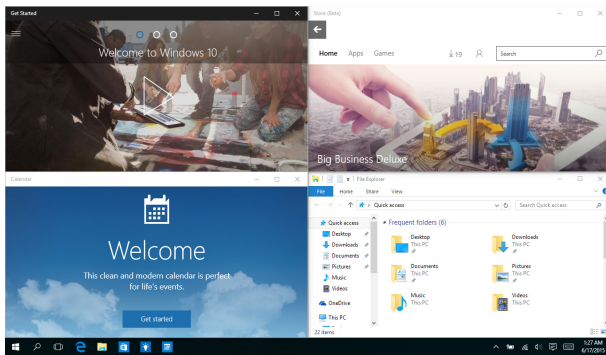 Get Started
Welcome to Windows 10
Store (Beta)
Home Apps Games 19 Search
Big Business Deluxe
Calendar
Welcome
This clean and modern calendar is perfect
for life's events.
Get started
File Explorer
File Home Share View
Quick access
Search Quick access
Quick access
Desktop
Downloads
Documents
Pictures
Music
Videos
OneDrive
This PC
22 items
Frequent folders (6)
Desktop
This PC
Downloads
This PC
Documents
This PC
Pictures
This PC
Music
This PC
Videos
This PC
1:27 AM
6/17/2015